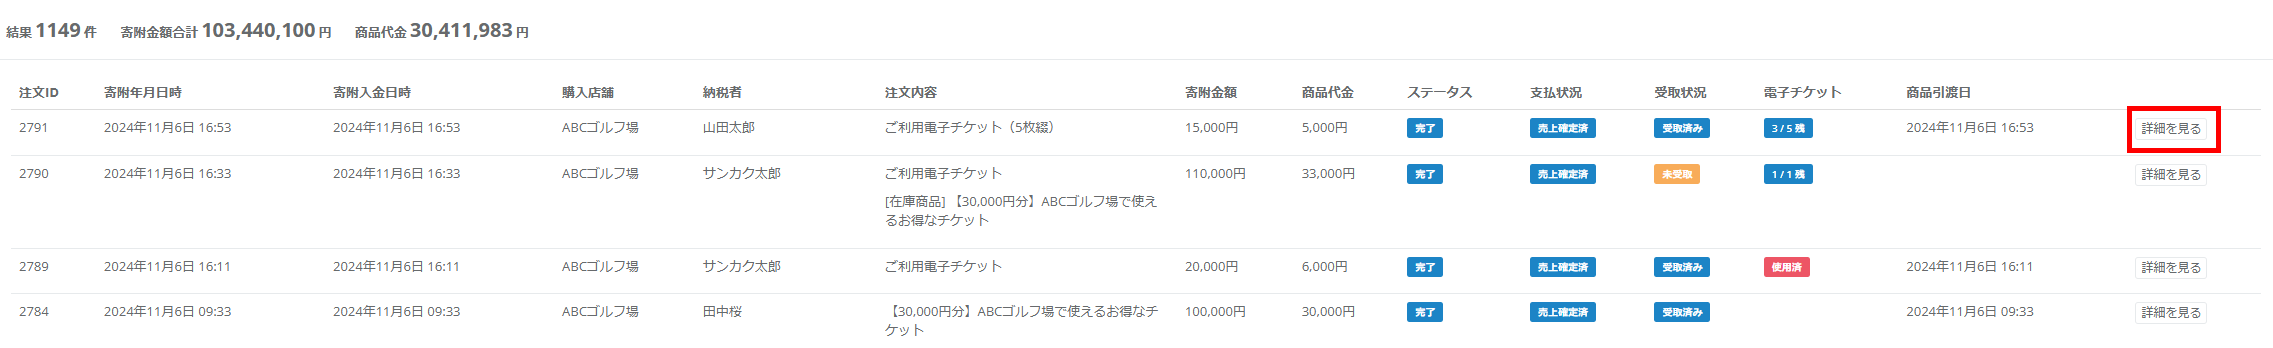 結果 1149 件 寄附金額合計 103,440,100 円 商品代金 30,411,983 円
注文ID 寄附年月日時 寄附入金日時 購入店舗 納税者 注文内容 寄附金額 商品代金 ステータス 支払状況 受取状況 電子チケット 商品引渡日
2791 2024年11月6日 16:53 2024年11月6日 16:53 ABCゴルフ場 山田太郎 ご利用電子チケット（5枚綴） 15,000円 5,000円 完了 売上確定済 受取済み 3 / 5 残 2024年11月6日 16:53 詳細を見る
2790 2024年11月6日 16:33 2024年11月6日 16:33 ABCゴルフ場 サンカク太郎 ご利用電子チケット 110,000円 33,000円 完了 売上確定済 未受取 1 / 1 残 詳細を見る
[在庫商品] 【30,000円分】ABCゴルフ場で使え
るお得なチケット
2789 2024年11月6日 16:11 2024年11月6日 16:11 ABCゴルフ場 サンカク太郎 ご利用電子チケット 20,000円 6,000円 完了 売上確定済 受取済み 使用済 2024年11月6日 16:11 詳細を見る
2784 2024年11月6日 09:33 2024年11月6日 09:33 ABCゴルフ場 田中桜 【30,000円分】ABCゴルフ場で使えるお得なチ 100,000円 30,000円 完了 売上確定済 受取済み 2024年11月6日 09:33 詳細を見る
ケット